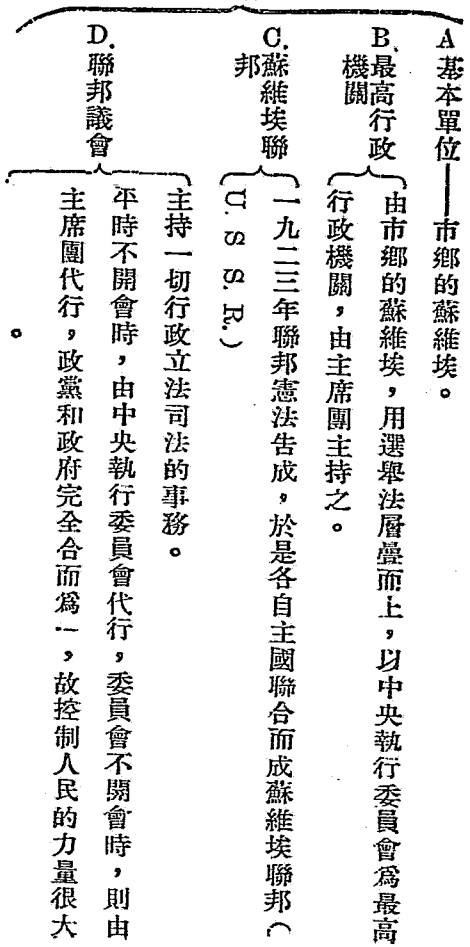 A 基本單位——市鄉的蘇維埃。
B. 最高行政
機關
由市鄉的蘇維埃，用選舉法層疊而上，以中央執行委員會爲最高
行政機關，由主席團主持之。
C. 蘇維埃聯
邦
一九二三年聯邦憲法告成，於是各自主國聯合而成蘇維埃聯邦（
U. S S. R.）
D. 聯邦議會
主持一切行政立法司法的事務。
平時不開會時，由中央執行委員會代行，委員會不開會時，則由
主席團代行，政黨和政府完全合而爲一，故控制人民的力量很大
。